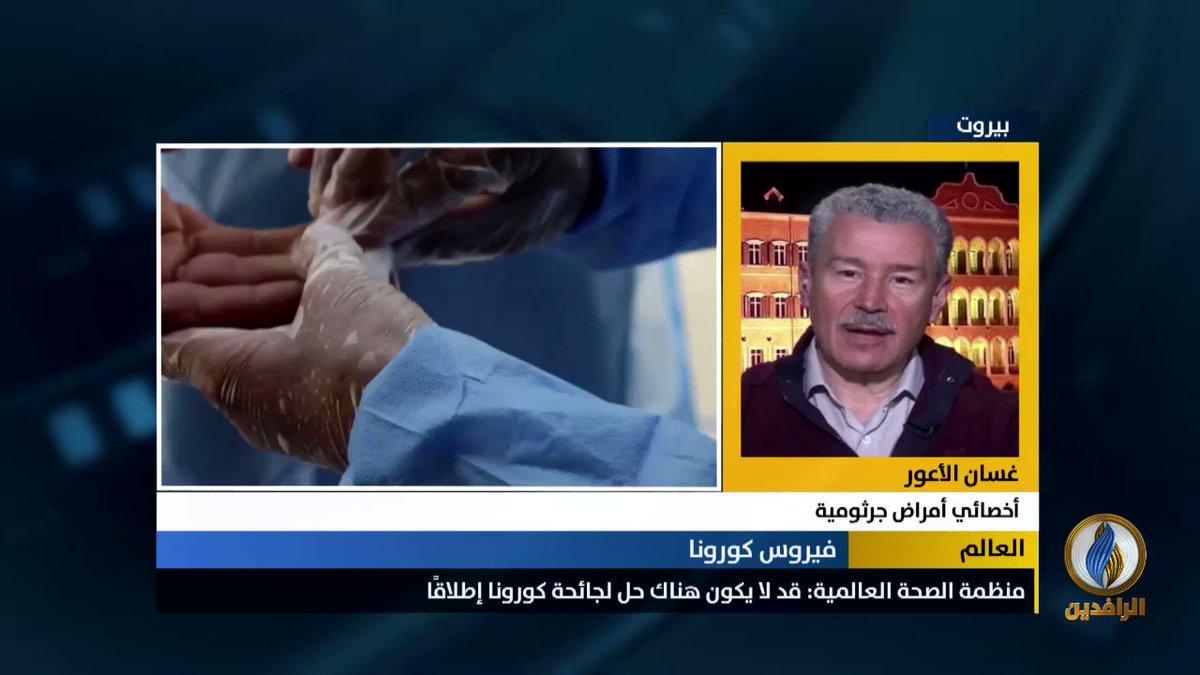 بيروت
غسان الأعور
أخصائي أمراض جرثومية
العالم
فيروس كورونا
منظمة الصحة العالمية: قد لا يكون هناك حل لجائحة كورونا إطلاقًا
الرافدين